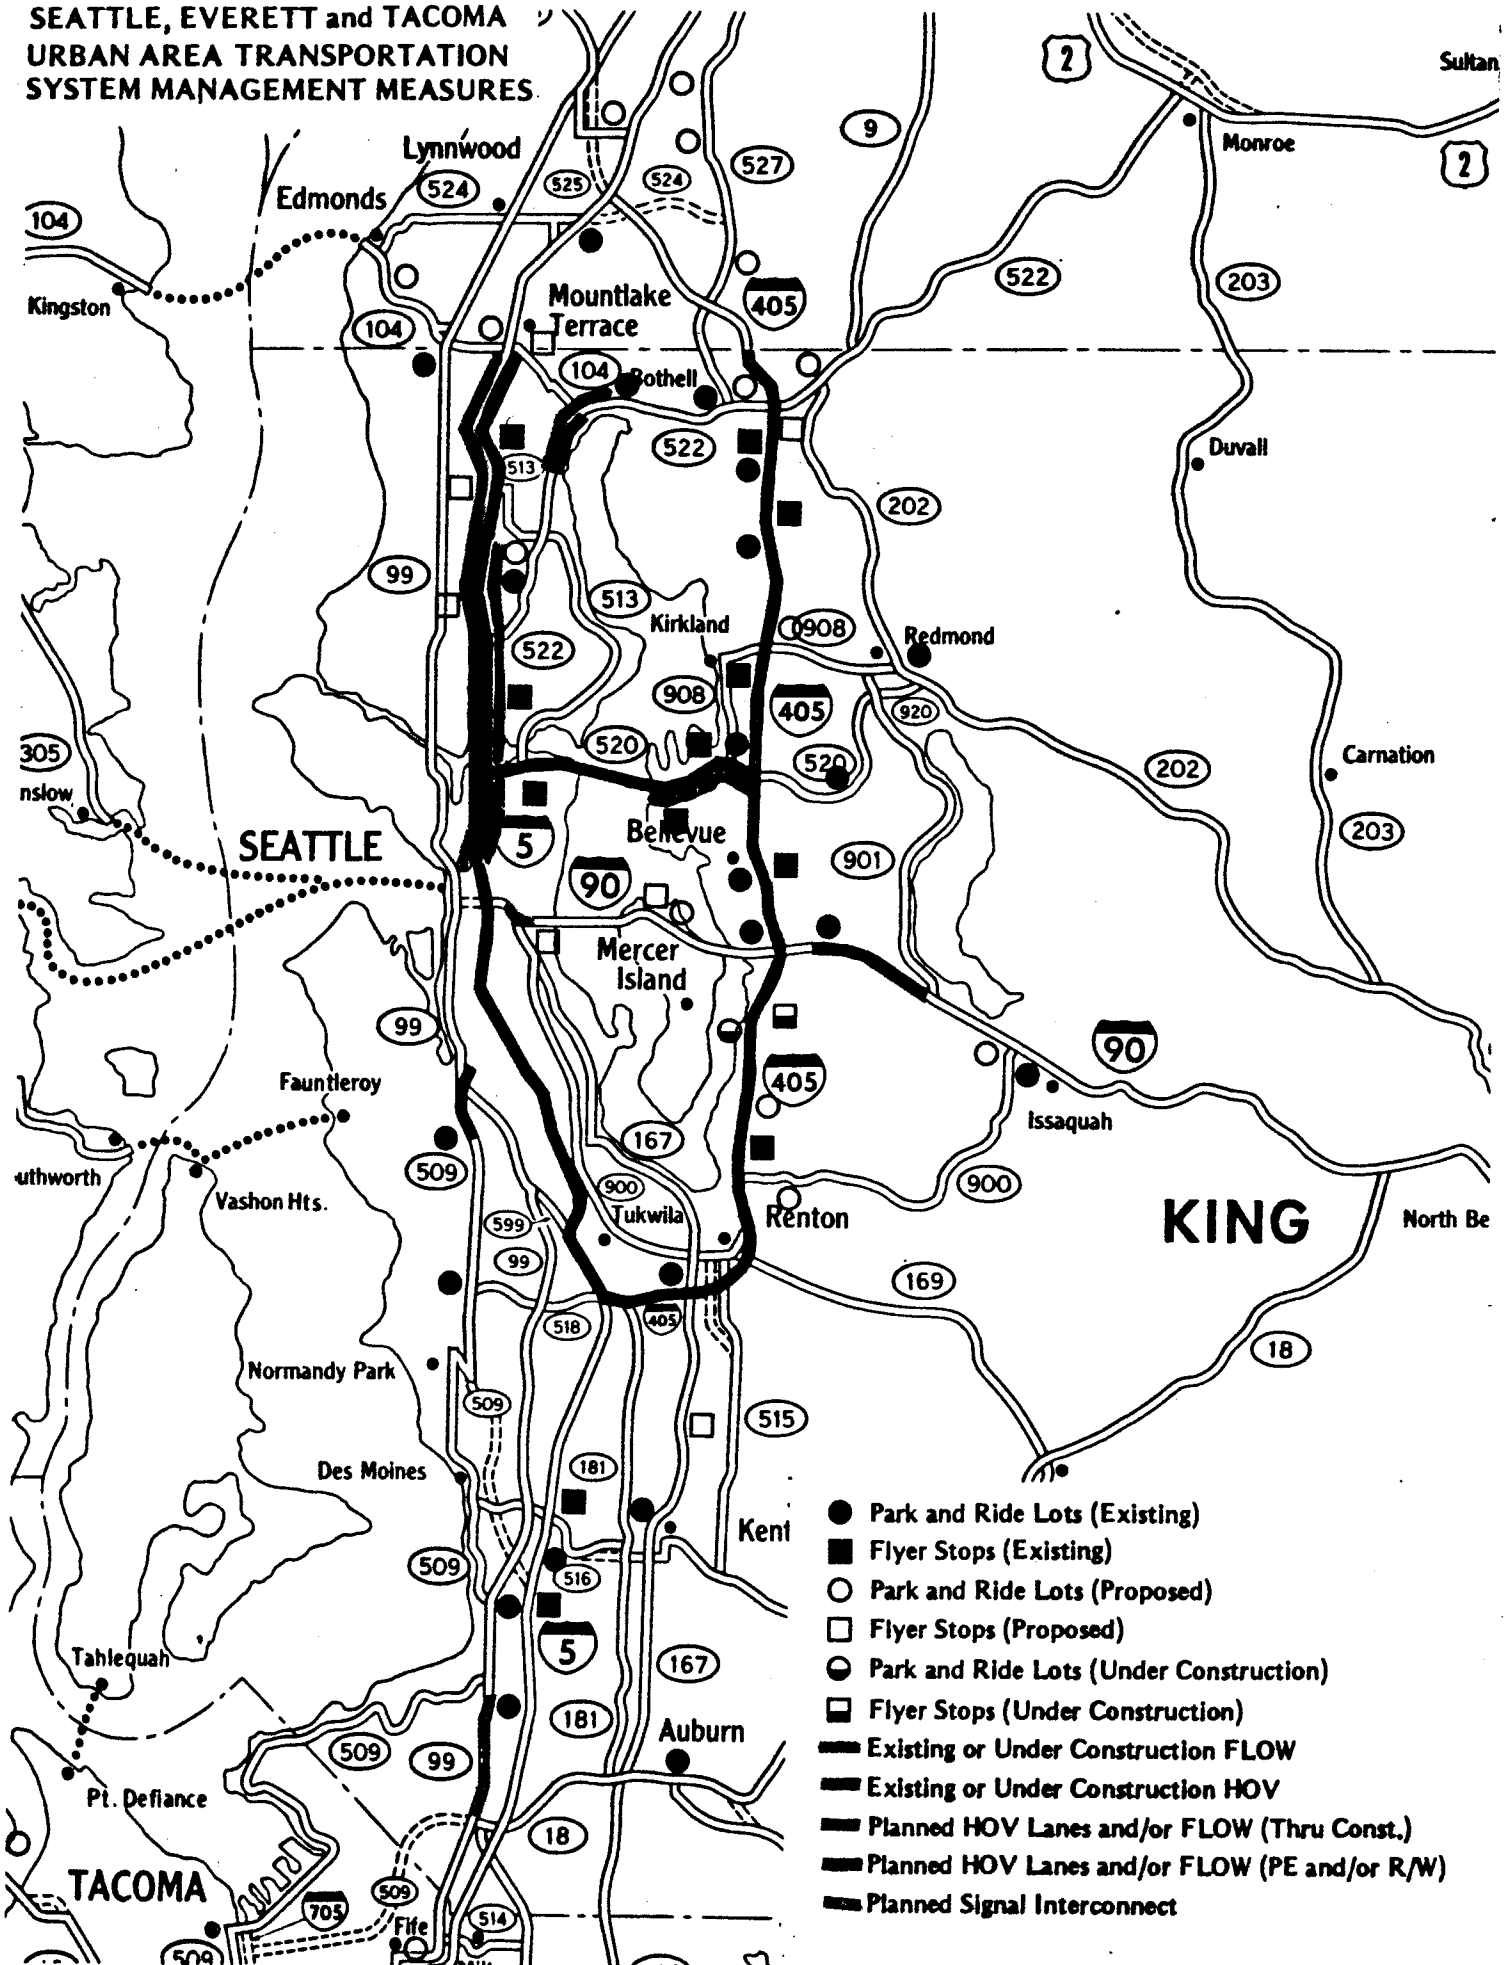 SEATTLE, EVERETT and TACOMA
URBAN AREA TRANSPORTATION
SYSTEM MANAGEMENT MEASURES
2
Sultan
9
Monroe
2
Lynnwood
527
524
525
524
Edmonds
104
522
203
Kingston
Mountlake
Terrace
405
104
104
Bothell
522
Duvall
513
202
99
513
Kirkland
908
Redmond
522
908
405
920
520
520
305
Carnation
202
nslow
SEATTLE
5
Bellevue
203
901
90
Mercer
Island
99
90
405
Fauntleroy
Issaquah
167
509
uthworth
900
900
Vashon Hts.
599
Tukwila
Renton
KING
North Be
99
169
518
405
18
Normandy Park
509
515
Des Moines
181
Kent
509
516
5
167
Tahlequah
181
Auburn
509
99
Pt. Defiance
18
TACOMA
705
509
Fife
514
509
Park and Ride Lots (Existing)
Flyer Stops (Existing)
Park and Ride Lots (Proposed)
Flyer Stops (Proposed)
Park and Ride Lots (Under Construction)
Flyer Stops (Under Construction)
Existing or Under Construction FLOW
Existing or Under Construction HOV
Planned HOV Lanes and/or FLOW (Thru Const.)
Planned HOV Lanes and/or FLOW (PE and/or R/W)
Planned Signal Interconnect